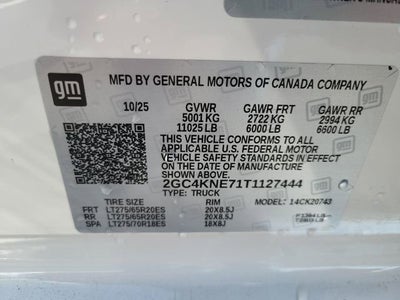 gm
MFD BY GENERAL MOTORS OF CANADA COMPANY
10/25 GVWR GAWR FRT GAWR RR
5001 KG 2722 KG 2994 KG
11025 LB 6000 LB 6600 LB
THIS VEHICLE CONFORMS TO ALL
APPLICABLE U.S. FEDERAL MOTOR
VEHICLE SAFETY STANDARDS IN EFFECT
ON THE DATE OF MANUFACTURE
SHOWN ABOVE.
2GC4KNE71T1127444
TYPE: TRUCK MODEL: 14CK20743
TIRE SIZE RIM
FRT LT275/65R20ES 20X8.5J
RR LT275/65R20ES 20X8.5J
SPA LT275/70R18ES 18X8J